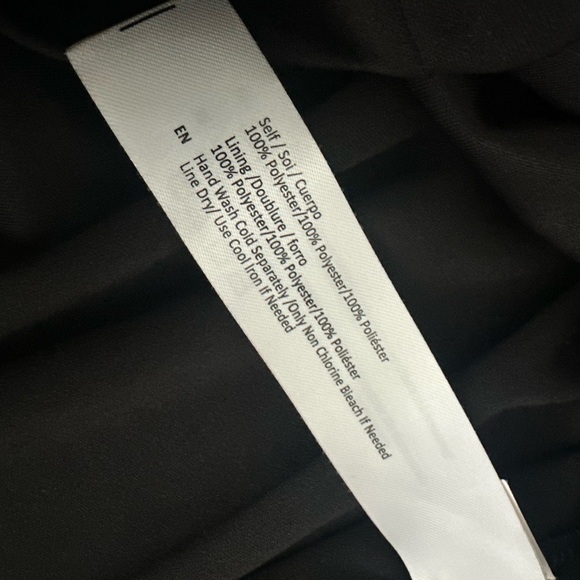 Self / Soi / Cuerpo
100% Polyester/100% Polyester/100% Poliéster
Lining /Doublure / forro
100% Polyester/100% Polyester/100% Poliéster
EN
Hand Wash Cold Separately /Only Non Chlorine Bleach If Needed
Line Dry/ Use Cool Iron If Needed